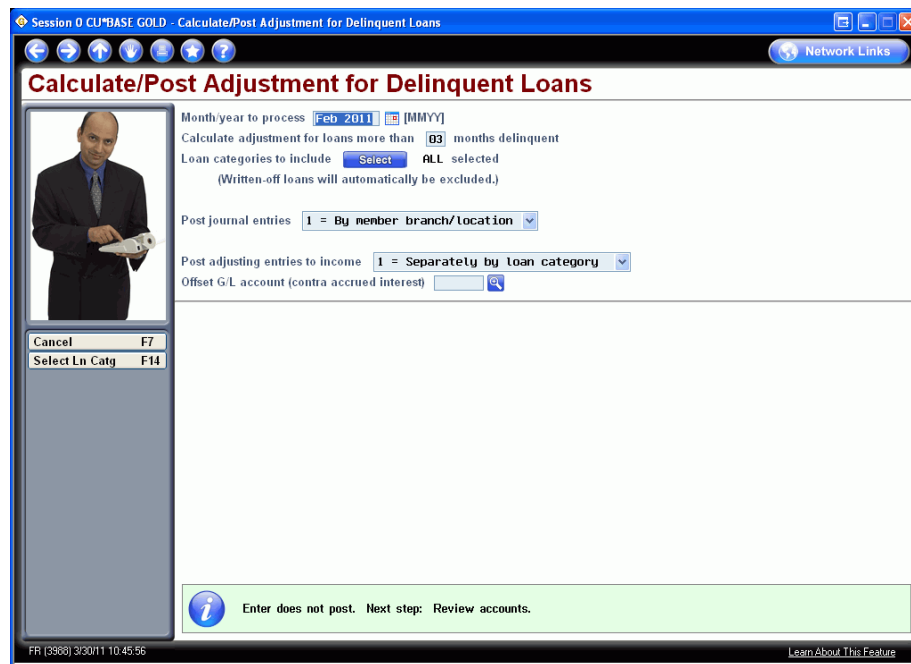 Session 0 CU*BASE GOLD - Calculate/Post Adjustment for Delinquent Loans
Network Links
Calculate/Post Adjustment for Delinquent Loans
Month/year to process Feb 2011 [MMYY]
Calculate adjustment for loans more than 03 months delinquent
Loan categories to include Select ALL selected
(Written-off loans will automatically be excluded.)
Post journal entries 1 = By member branch/location
Post adjusting entries to income 1 = Separately by loan category
Offset G/L account (contra accrued interest)
Cancel F7
Select Ln Catg F14
Enter does not post. Next step: Review accounts.
FR (3988) 3/30/11 10:45:56
Learn About This Feature